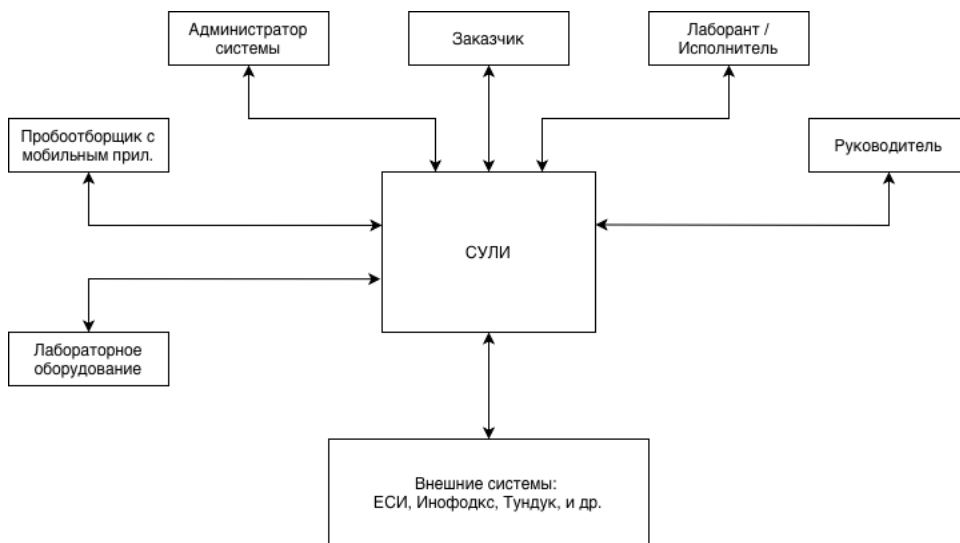 Администратор
системы
Заказчик
Лаборант /
Исполнитель
Пробоотборщик с
мобильным прил.
Руководитель
СУЛИ
Лабораторное
оборудование
Внешние системы:
ЕСИ, Инофодкс, Тундук, и др.